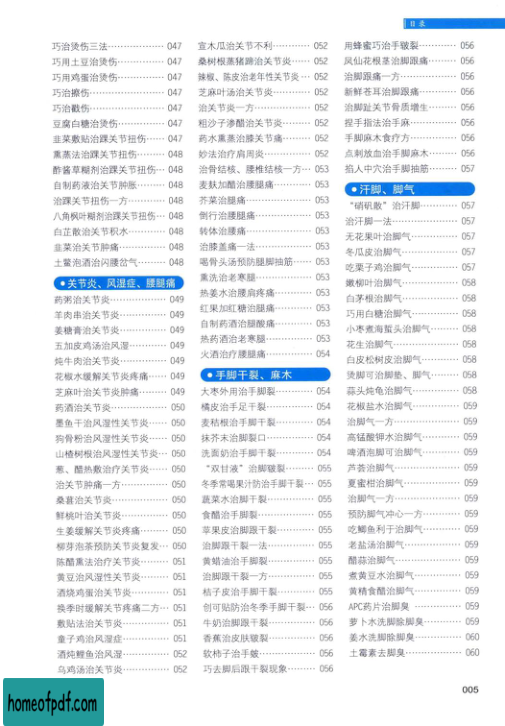 目录
巧治烫伤三法………………047
巧用土豆治烫伤……………047
巧用鸡蛋治烫伤……………047
巧治擦伤……………………047
巧治戳伤……………………047
豆腐白糖治烫伤……………047
韭菜敷贴治踝关节扭伤……047
熏蒸法治踝关节扭伤………048
酢酱草糊剂治踝关节扭伤…048
自制药液治关节肿胀………048
治踝关节扭伤一方…………048
八角枫叶糊剂治踝关节扭伤…048
白芷散治关节积水…………048
韭菜治关节肿痛……………048
土鳖泡酒治闪腰岔气………048
●关节炎、风湿症、腰腿痛
药粥治关节炎………………049
羊肉串治关节炎……………049
姜糖膏治关节炎……………049
五加皮鸡汤治风湿…………049
炖牛肉治关节炎……………049
花椒水缓解关节炎疼痛……049
芝麻叶治关节炎肿痛………049
药酒治关节炎………………050
墨鱼干治风湿性关节炎……050
狗骨粉治风湿性关节炎……050
山楂树根治风湿性关节炎…050
葱、醋热敷治疗关节炎……050
治关节肿痛一方……………050
桑葚治关节炎………………050
鲜桃叶治关节炎……………050
生姜缓解关节炎疼痛………050
柳芽泡茶预防关节炎复发…050
陈醋熏法治疗关节炎………051
黄豆治风湿性关节炎………051
酒烧鸡蛋治关节炎…………051
换季时缓解关节疼痛二方…051
敷贴法治关节炎……………051
童子鸡治风湿症……………051
酒炖鲤鱼治风湿……………052
乌鸡汤治关节炎……………052
宣木瓜治关节不利…………052
桑树根蒸猪蹄治关节炎……052
辣椒、陈皮治老年性关节炎…052
芝麻叶汤治关节炎…………052
治关节炎一方………………052
粗沙子渗醋治关节炎………052
药水熏蒸治膝关节痛………052
妙法治疗肩周炎……………052
治骨结核、腰椎结核一方…053
麦麸加醋治腰腿痛…………053
芥菜治腿痛…………………053
倒行治腰腿痛………………053
转体治腰痛…………………053
治膝盖痛一法………………053
喝骨头汤预防腿脚抽筋……053
熏洗治老寒腿………………053
热姜水治腰肩疼痛…………053
红果加红糖治腿痛…………053
自制药酒治腿酸痛…………053
热药酒治老寒腿……………053
火酒治疗腰腿痛……………054
●手脚干裂、麻木
大枣外用治手脚裂…………054
橘皮治手足干裂……………054
麦秸根治手脚干裂…………054
抹芥末治脚裂口……………054
洗面奶治手脚干裂…………054
“双甘液”治脚皲裂………055
冬季常喝果汁防治手脚干裂…055
蔬菜水治脚干裂……………055
食醋治手脚裂………………055
苹果皮治脚跟干裂…………055
治脚跟干裂一法……………055
黄蜡油治手脚裂……………055
治脚跟干裂一方……………055
桔子皮治手脚干裂…………055
创可贴防治冬季手脚干裂…056
牛奶治脚跟干裂……………056
香蕉治皮肤皲裂……………056
软柿子治手皴………………056
巧去脚后跟干裂现象………056
用蜂蜜巧治手皲裂…………056
凤仙花根茎治脚跟痛………056
治脚跟痛一方………………056
新鲜苍耳治脚跟痛…………056
治脚趾关节骨质增生………056
捏手指法治手麻……………056
手脚麻木食疗方……………056
点刺放血治手脚麻木………056
掐人中穴治手脚抽筋………057
●汗脚、脚气
“硝矾散”治汗脚…………057
治汗脚一法…………………057
无花果叶治脚气……………057
冬瓜皮治脚气………………057
吃栗子鸡治脚气……………057
嫩柳叶治脚气………………058
白茅根治脚气………………058
巧用白糖治脚气……………058
小枣煮海蜇头治脚气………058
花生治脚气…………………058
白皮松树皮治脚气…………058
烫脚可治脚垫、脚气………058
蒜头炖龟治脚气……………058
花椒盐水治脚气……………059
治脚气一方…………………059
高锰酸钾水治脚气…………059
啤酒泡脚可治脚气…………059
芦荟治脚气…………………059
夏蜜柑治脚气………………059
治脚气一方…………………059
预防脚气冲心一方…………059
吃鲫鱼利于治脚气…………059
老盐汤治脚气………………059
醋蒜治脚气…………………059
煮黄豆水治脚气……………059
黄精食醋治脚气……………059
APC药片治脚臭 ……………059
萝卜水洗脚除脚臭…………059
姜水洗脚除脚臭……………060
土霉素去脚臭………………060
005
homeofpdf.com